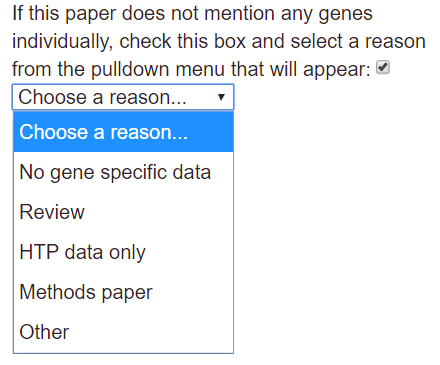 If this paper does not mention any genes
individually, check this box and select a reason
from the pulldown menu that will appear:
Choose a reason...
Choose a reason...
No gene specific data
Review
HTP data only
Methods paper
Other